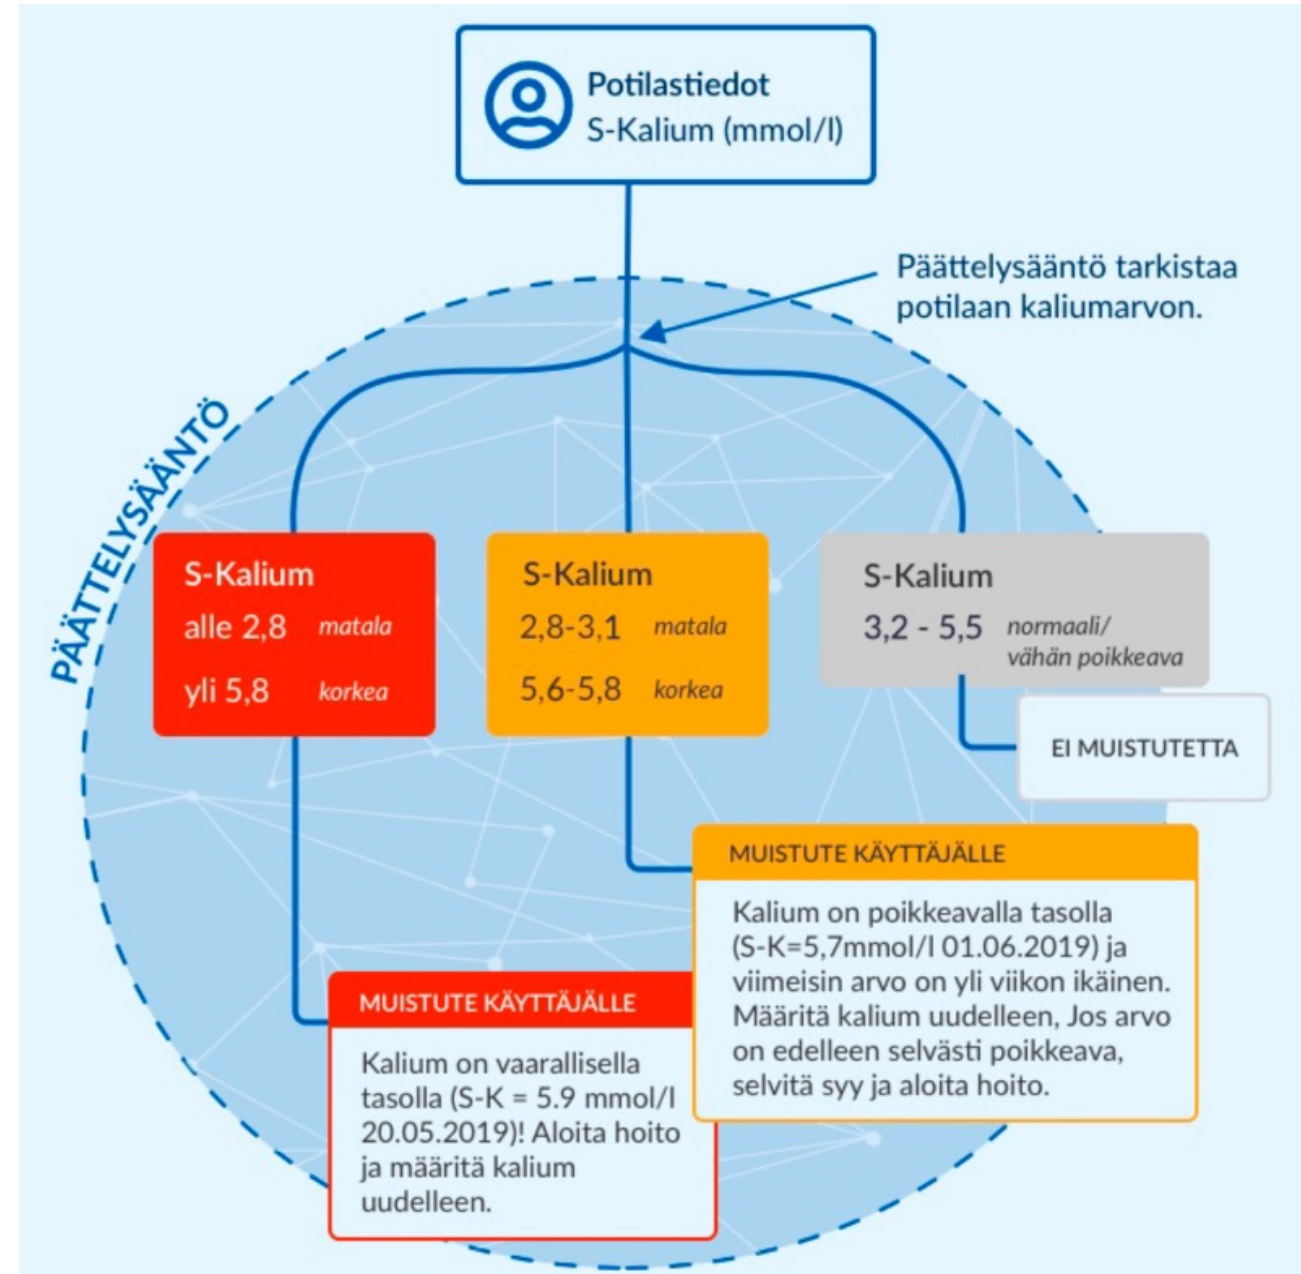 Potilastiedot
S-Kalium (mmol/l)
Päättelysääntö tarkistaa
potilaan kaliumarvon.
PÄÄTTELYSÄÄNTÖ
S-Kalium
alle 2,8 matala
yli 5,8 korkea
S-Kalium
2,8-3,1 matala
5,6-5,8 korkea
S-Kalium
3,2 - 5,5 normaali/
vähän poikkeava
EI MUISTUTETTA
MUISTUTE KÄYTTÄJÄLLE
Kalium on poikkeavalla tasolla
(S-K=5,7mmol/l 01.06.2019) ja
viimeisin arvo on yli viikon ikäinen.
Määritä kalium uudelleen, Jos arvo
on edelleen selvästi poikkeava,
selvitä syy ja aloita hoito.
MUISTUTE KÄYTTÄJÄLLE
Kalium on vaarallisella
tasolla (S-K = 5.9 mmol/l
20.05.2019)! Aloita hoito
ja määritä kalium
uudelleen.